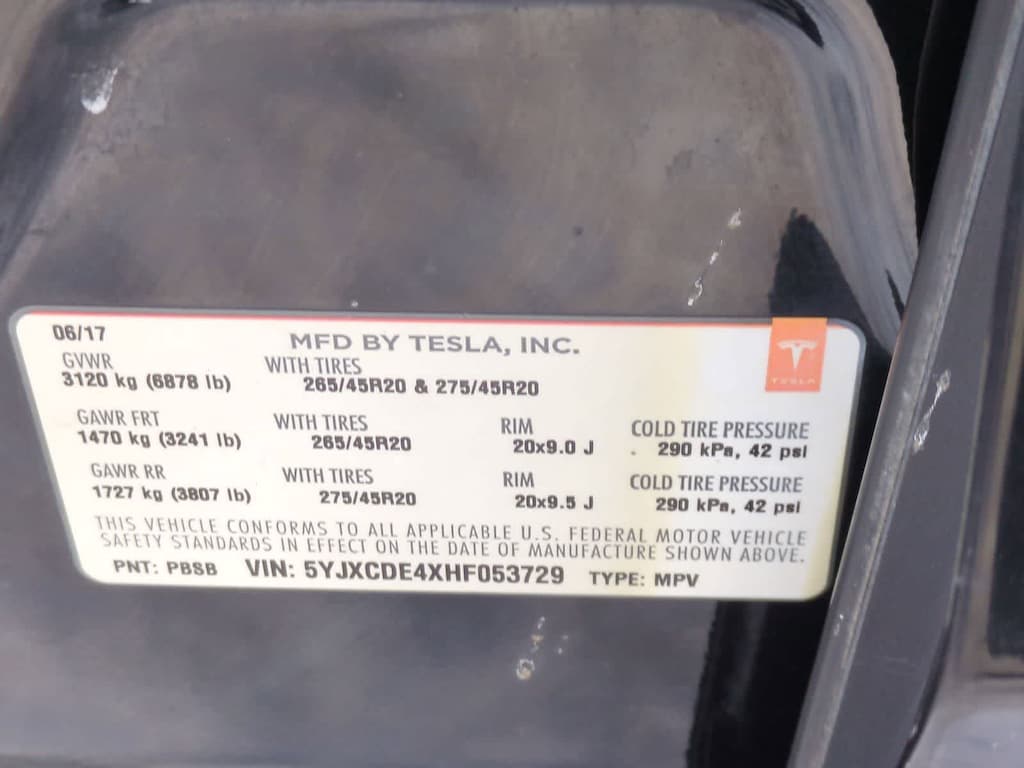 06/17
MFD BY TESLA, INC.
GVWR WITH TIRES
3120 kg (6878 lb) 265/45R20 & 275/45R20
TESLA
GAWR FRT WITH TIRES RIM COLD TIRE PRESSURE
1470 kg (3241 lb) 265/45R20 20x9.0 J 290 kPa, 42 psi
GAWR RR WITH TIRES RIM COLD TIRE PRESSURE
1727 kg (3807 lb) 275/45R20 20x9.5 J 290 kPa, 42 psi
THIS VEHICLE CONFORMS TO ALL APPLICABLE U.S. FEDERAL MOTOR VEHICLE
SAFETY STANDARDS IN EFFECT ON THE DATE OF MANUFACTURE SHOWN ABOVE.
PNT: PBSB VIN: 5YJXCDE4XHF053729 TYPE: MPV